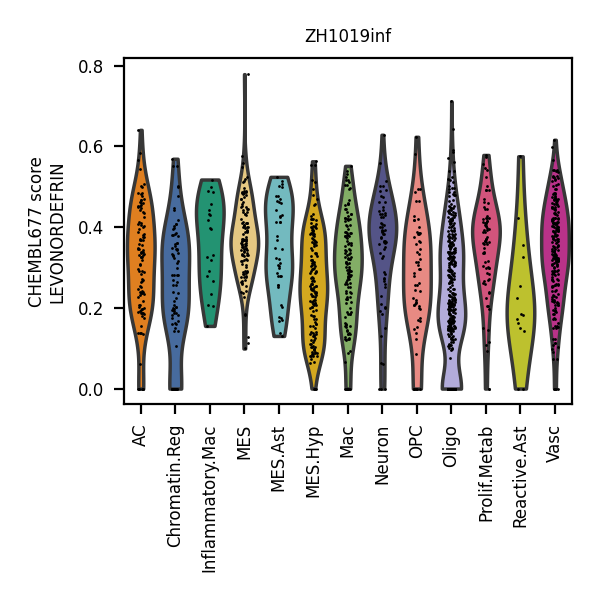 ZH1019inf
CHEMBL677 score
LEVONORDEFRIN
0.8
0.6
0.4
0.2
0.0
AC
Chromatin.Reg
Inflammatory.Mac
MES
MES.Ast
MES.Hyp
Mac
Neuron
OPC
Oligo
Prolif.Metab
Reactive.Ast
Vasc